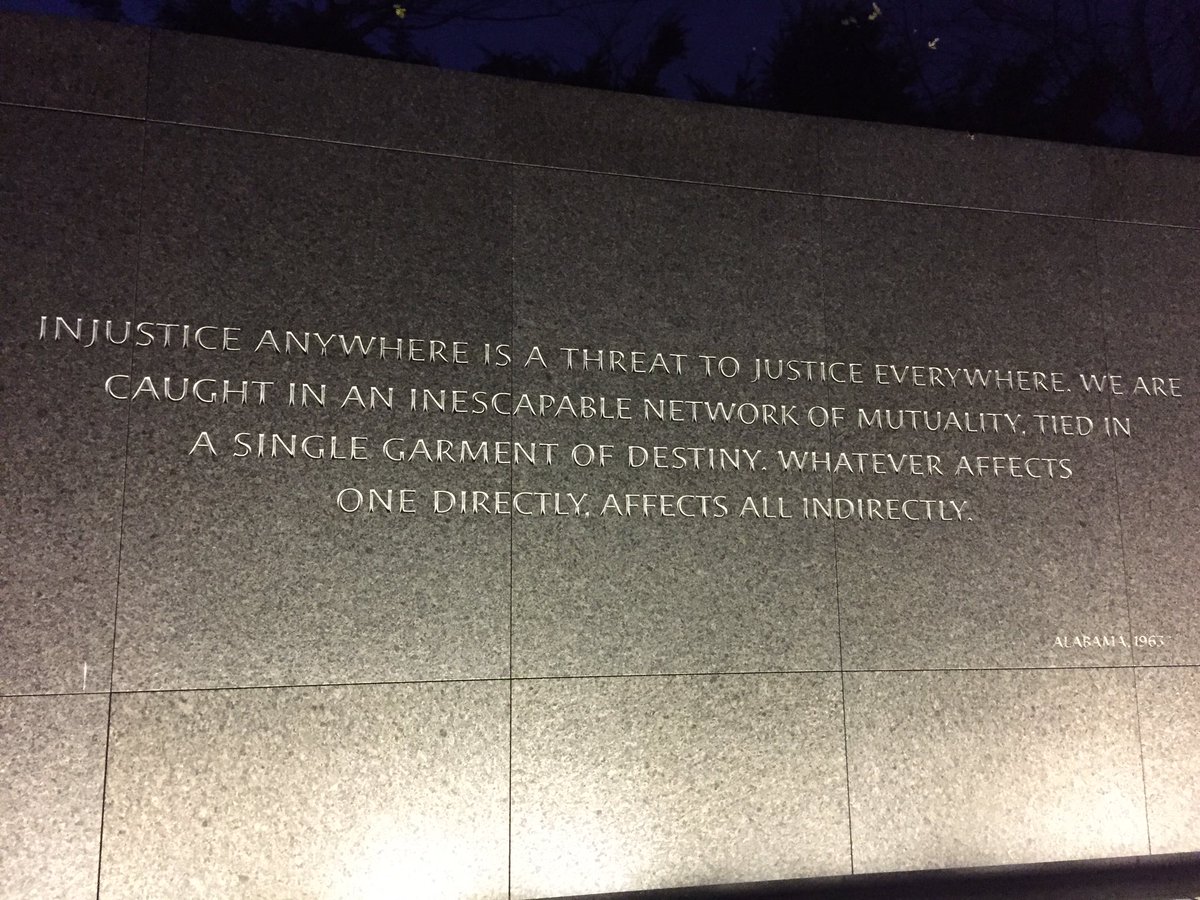 INJUSTICE ANYWHERE IS A THREAT TO JUSTICE EVERYWHERE. WE ARE
CAUGHT IN AN INESCAPABLE NETWORK OF MUTUALITY, TIED IN
A SINGLE GARMENT OF DESTINY. WHATEVER AFFECTS
ONE DIRECTLY, AFFECTS ALL INDIRECTLY.
ALABAMA, 1963